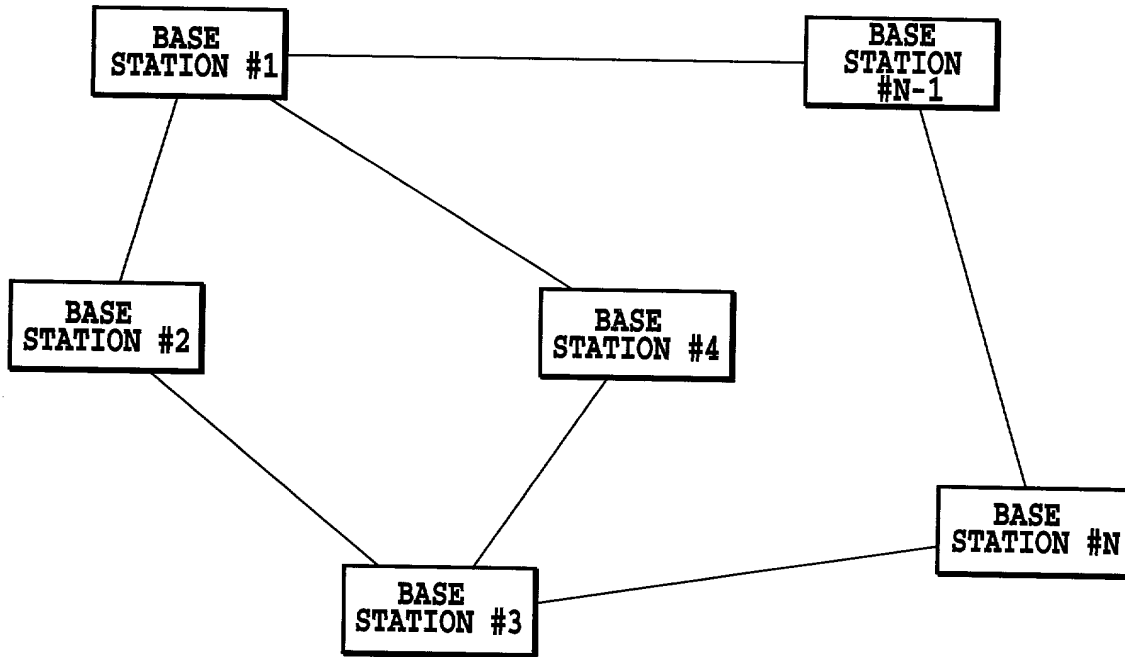 BASE
STATION #1
BASE
STATION
#N-1
BASE
STATION #2
BASE
STATION #4
BASE
STATION #N
BASE
STATION #3